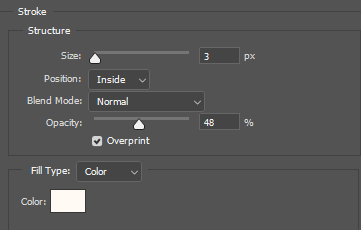 Stroke
Structure
Size: 3 px
Position: Inside
Blend Mode: Normal
Opacity: 48 %
Overprint
Fill Type: Color
Color: